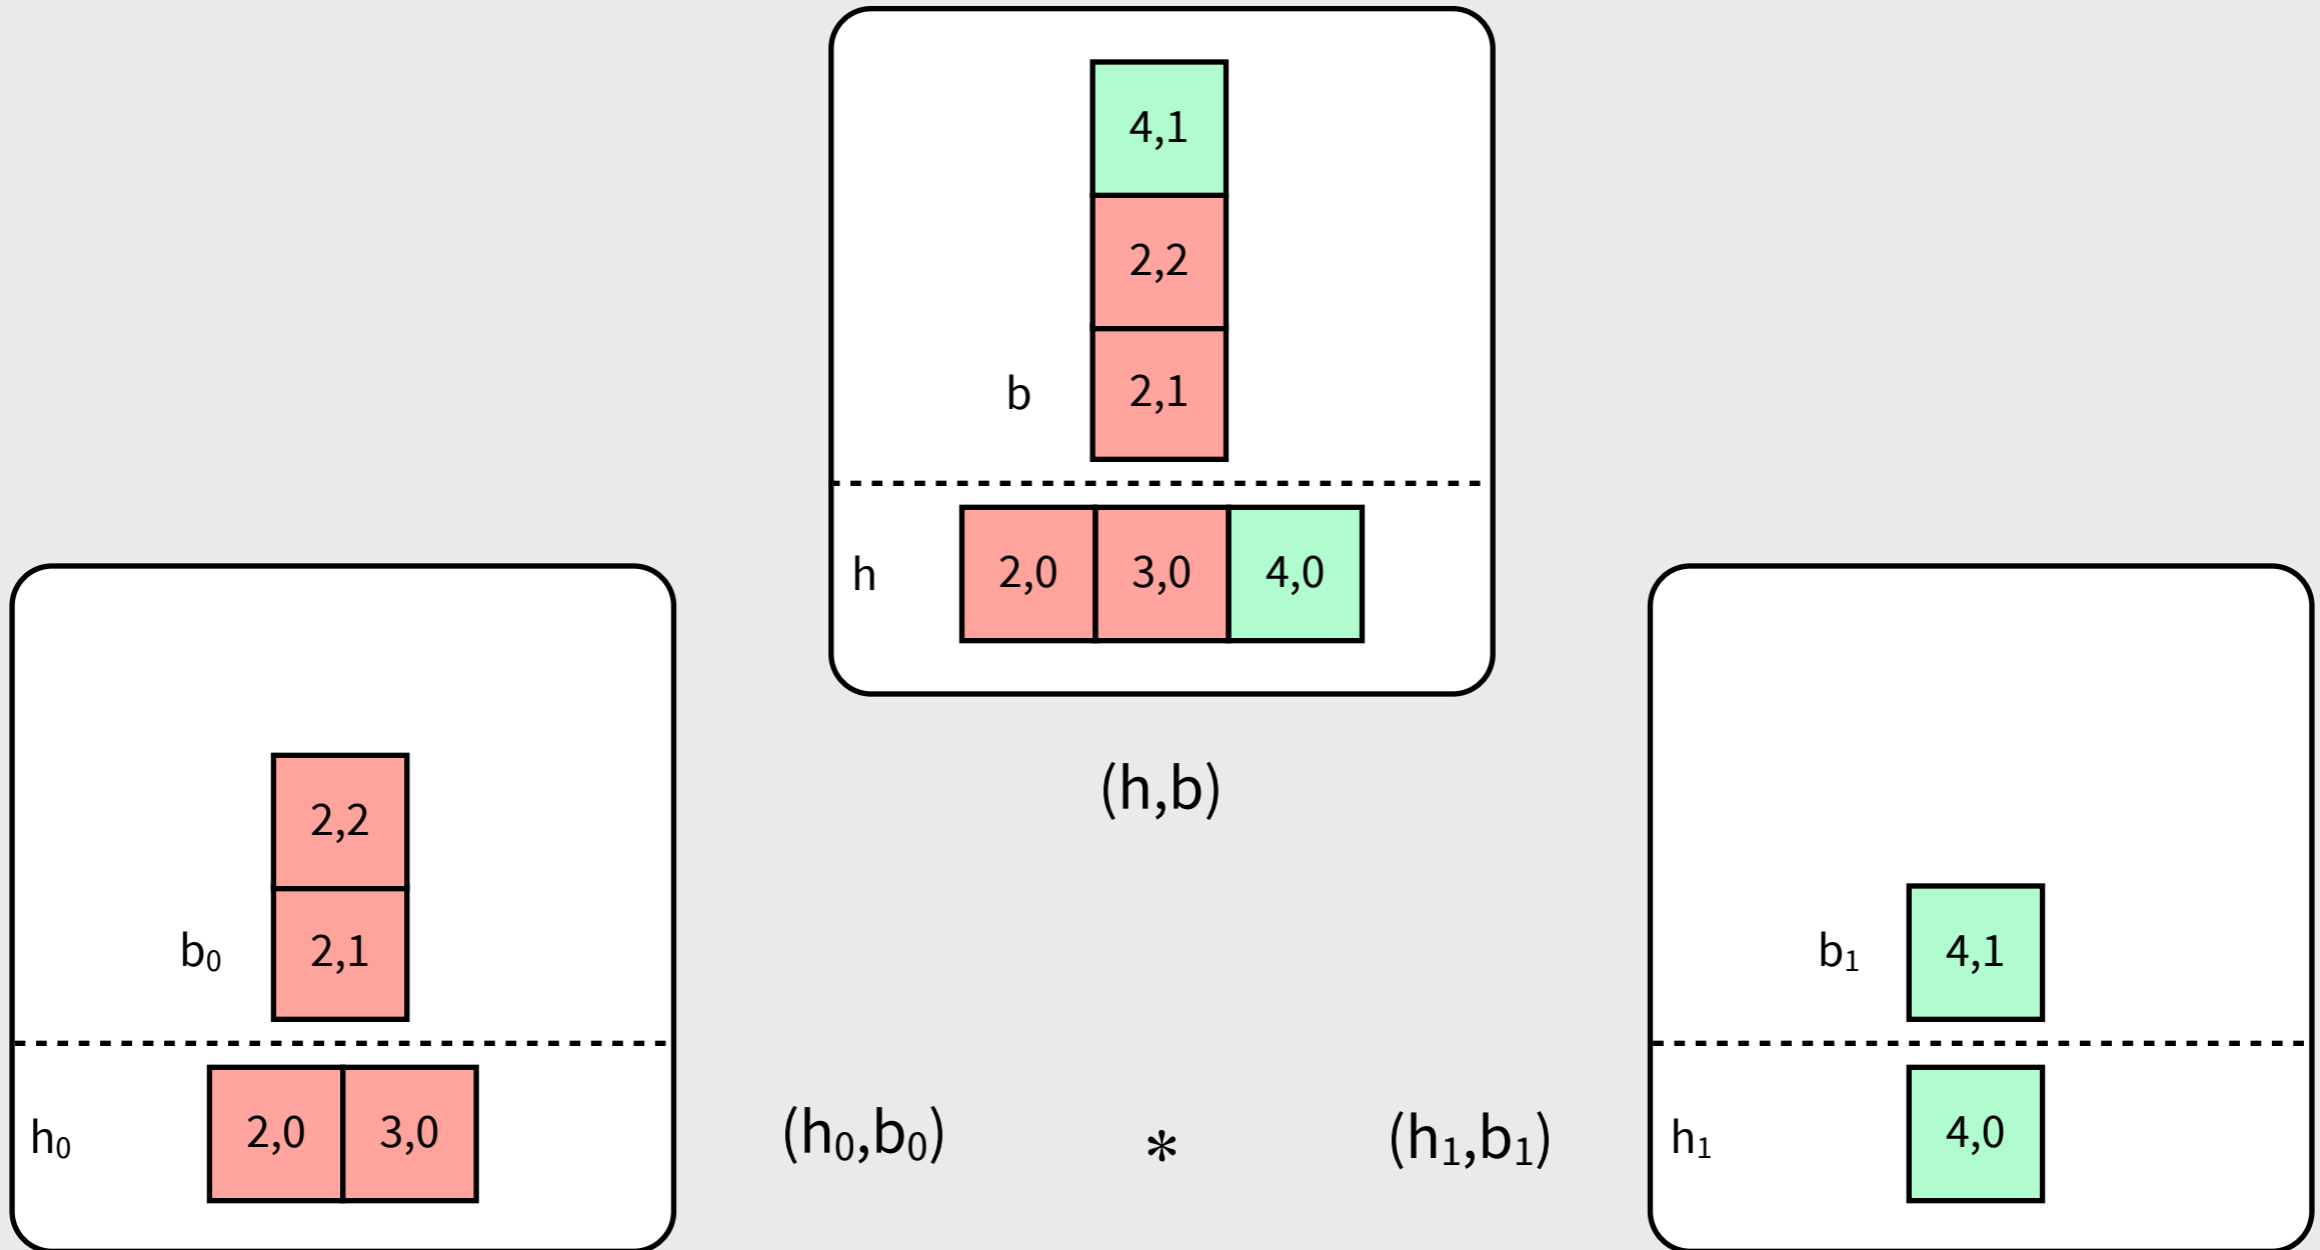 4,1
2,2
b 2,1
h 2,0 3,0 4,0
(h,b)
2,2
b₀ 2,1
h₀ 2,0 3,0
(h₀,b₀) * (h₁,b₁)
b₁ 4,1
h₁ 4,0